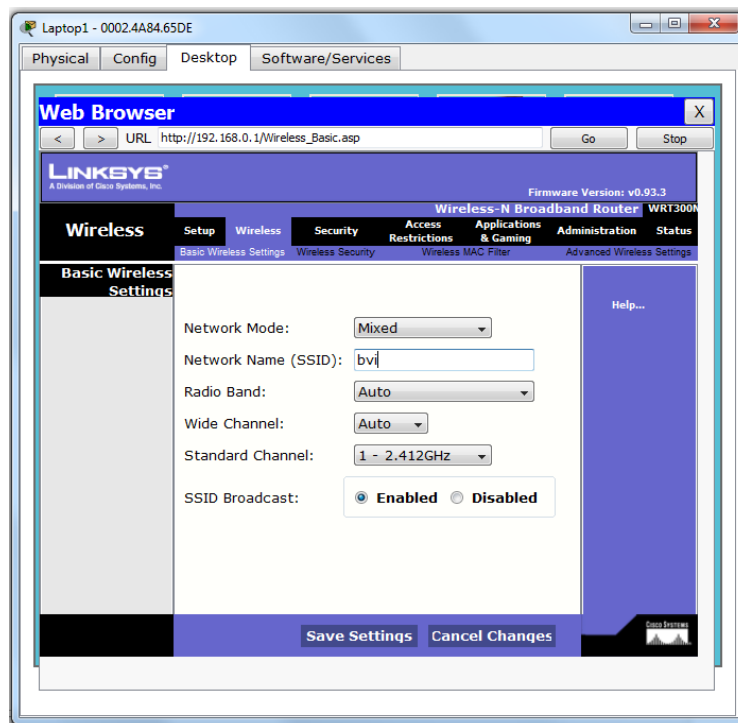 Laptop1 - 0002.4A84.65DE
Physical Config Desktop Software/Services
Web Browser X
< > URL http://192.168.0.1/Wireless_Basic.asp Go Stop
LINKSYS®
A Division of Cisco Systems, Inc.
Firmware Version: v0.93.3
Wireless-N Broadband Router WRT300N
Wireless
Setup Wireless Security Access Restrictions Applications & Gaming Administration Status
Basic Wireless Settings Wireless Security Wireless MAC Filter Advanced Wireless Settings
Basic Wireless
Settings
Help...
Network Mode: Mixed
Network Name (SSID): bvi
Radio Band: Auto
Wide Channel: Auto
Standard Channel: 1 - 2.412GHz
SSID Broadcast: Enabled Disabled
Save Settings Cancel Changes
Cisco Systems